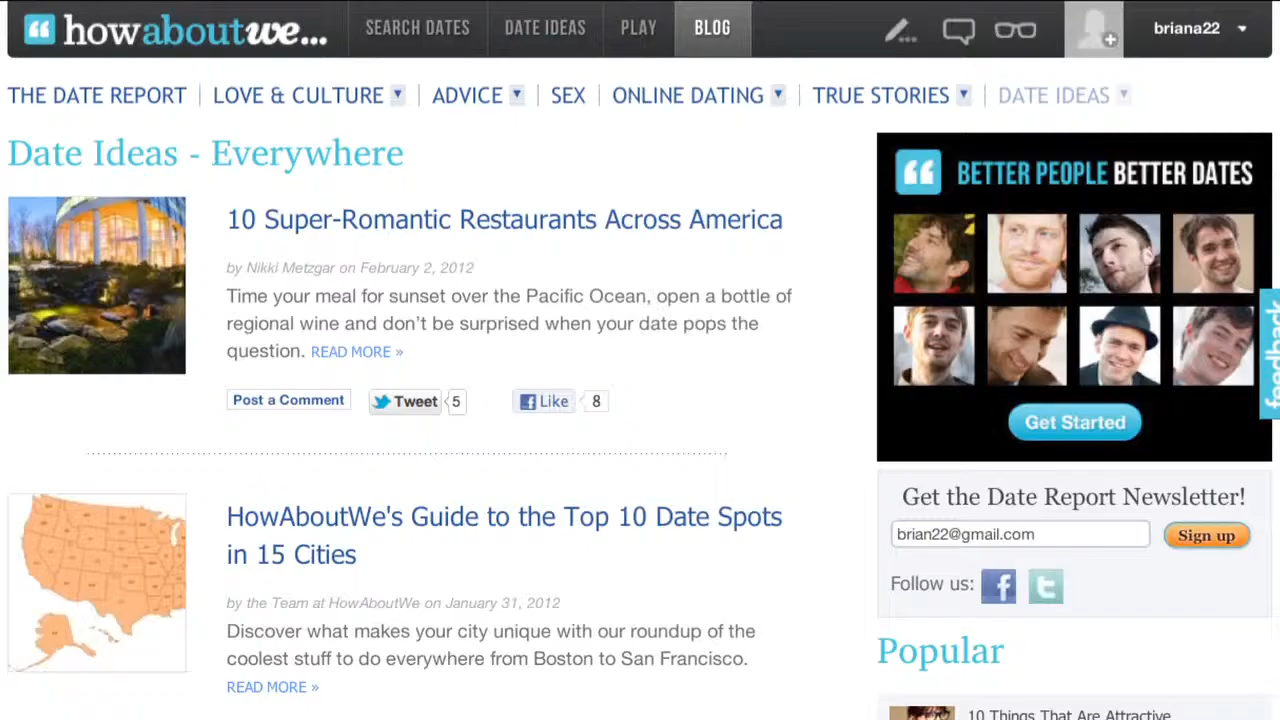 howaboutwe...
SEARCH DATES
DATE IDEAS
PLAY
BLOG
briana22
THE DATE REPORT
LOVE & CULTURE
ADVICE
SEX
ONLINE DATING
TRUE STORIES
DATE IDEAS
Date Ideas - Everywhere
10 Super-Romantic Restaurants Across America
by Nikki Metzgar on February 2, 2012
Time your meal for sunset over the Pacific Ocean, open a bottle of
regional wine and don’t be surprised when your date pops the
question. READ MORE »
Post a Comment
Tweet
5
Like
8
HowAboutWe's Guide to the Top 10 Date Spots
in 15 Cities
by the Team at HowAboutWe on January 31, 2012
Discover what makes your city unique with our roundup of the
coolest stuff to do everywhere from Boston to San Francisco.
READ MORE »
BETTER PEOPLE BETTER DATES
Get Started
feedback
Get the Date Report Newsletter!
brian22@gmail.com
Sign up
Follow us:
Popular
10 Things That Are Attractive